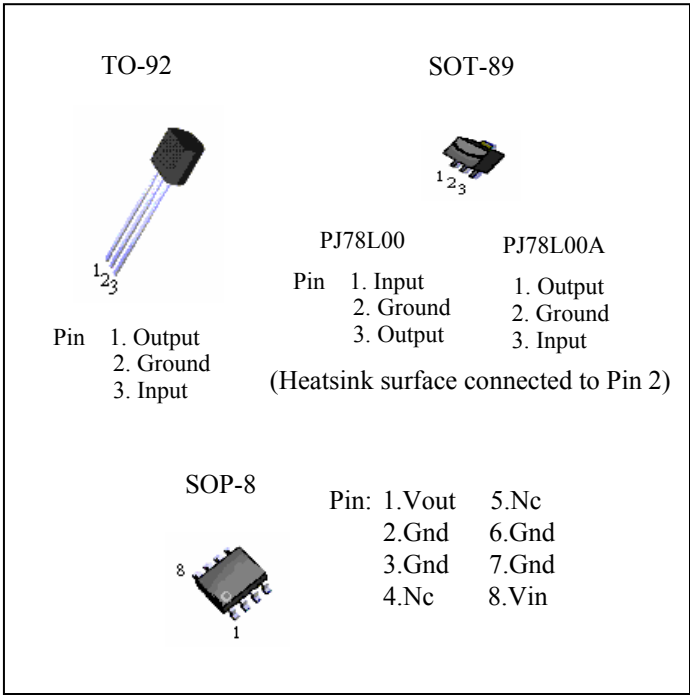 TO-92
1
2
3
Pin 1. Output
2. Ground
3. Input
SOT-89
1
2
3
PJ78L00
Pin 1. Input
2. Ground
3. Output
PJ78L00A
1. Output
2. Ground
3. Input
(Heatsink surface connected to Pin 2)
SOP-8
8
1
Pin: 1.Vout 5.Nc
2.Gnd 6.Gnd
3.Gnd 7.Gnd
4.Nc 8.Vin